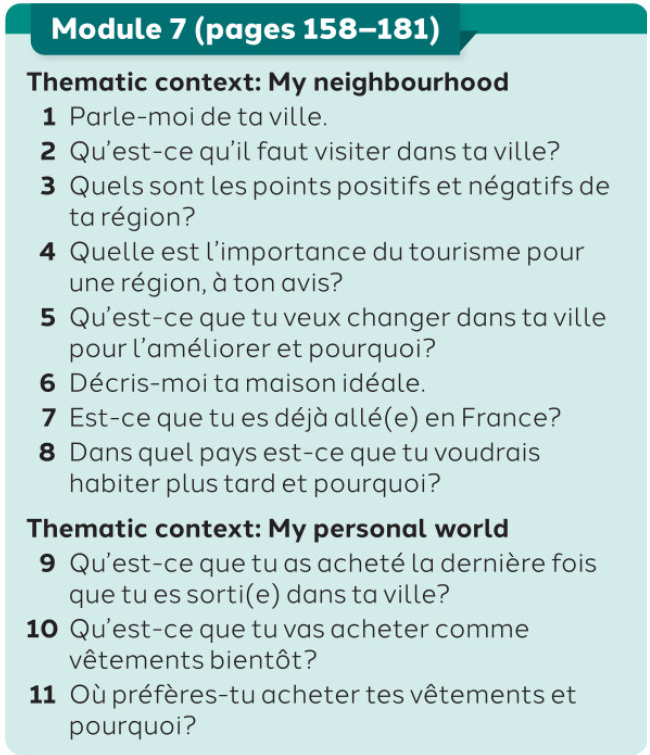 Module 7 (pages 158–181)
Thematic context: My neighbourhood
1 Parle-moi de ta ville.
2 Qu'est-ce qu'il faut visiter dans ta ville?
3 Quels sont les points positifs et négatifs de
ta région?
4 Quelle est l'importance du tourisme pour
une région, à ton avis?
5 Qu'est-ce que tu veux changer dans ta ville
pour l'améliorer et pourquoi?
6 Décris-moi ta maison idéale.
7 Est-ce que tu es déjà allé(e) en France?
8 Dans quel pays est-ce que tu voudrais
habiter plus tard et pourquoi?
Thematic context: My personal world
9 Qu'est-ce que tu as acheté la dernière fois
que tu es sorti(e) dans ta ville?
10 Qu'est-ce que tu vas acheter comme
vêtements bientôt?
11 Où préfères-tu acheter tes vêtements et
pourquoi?